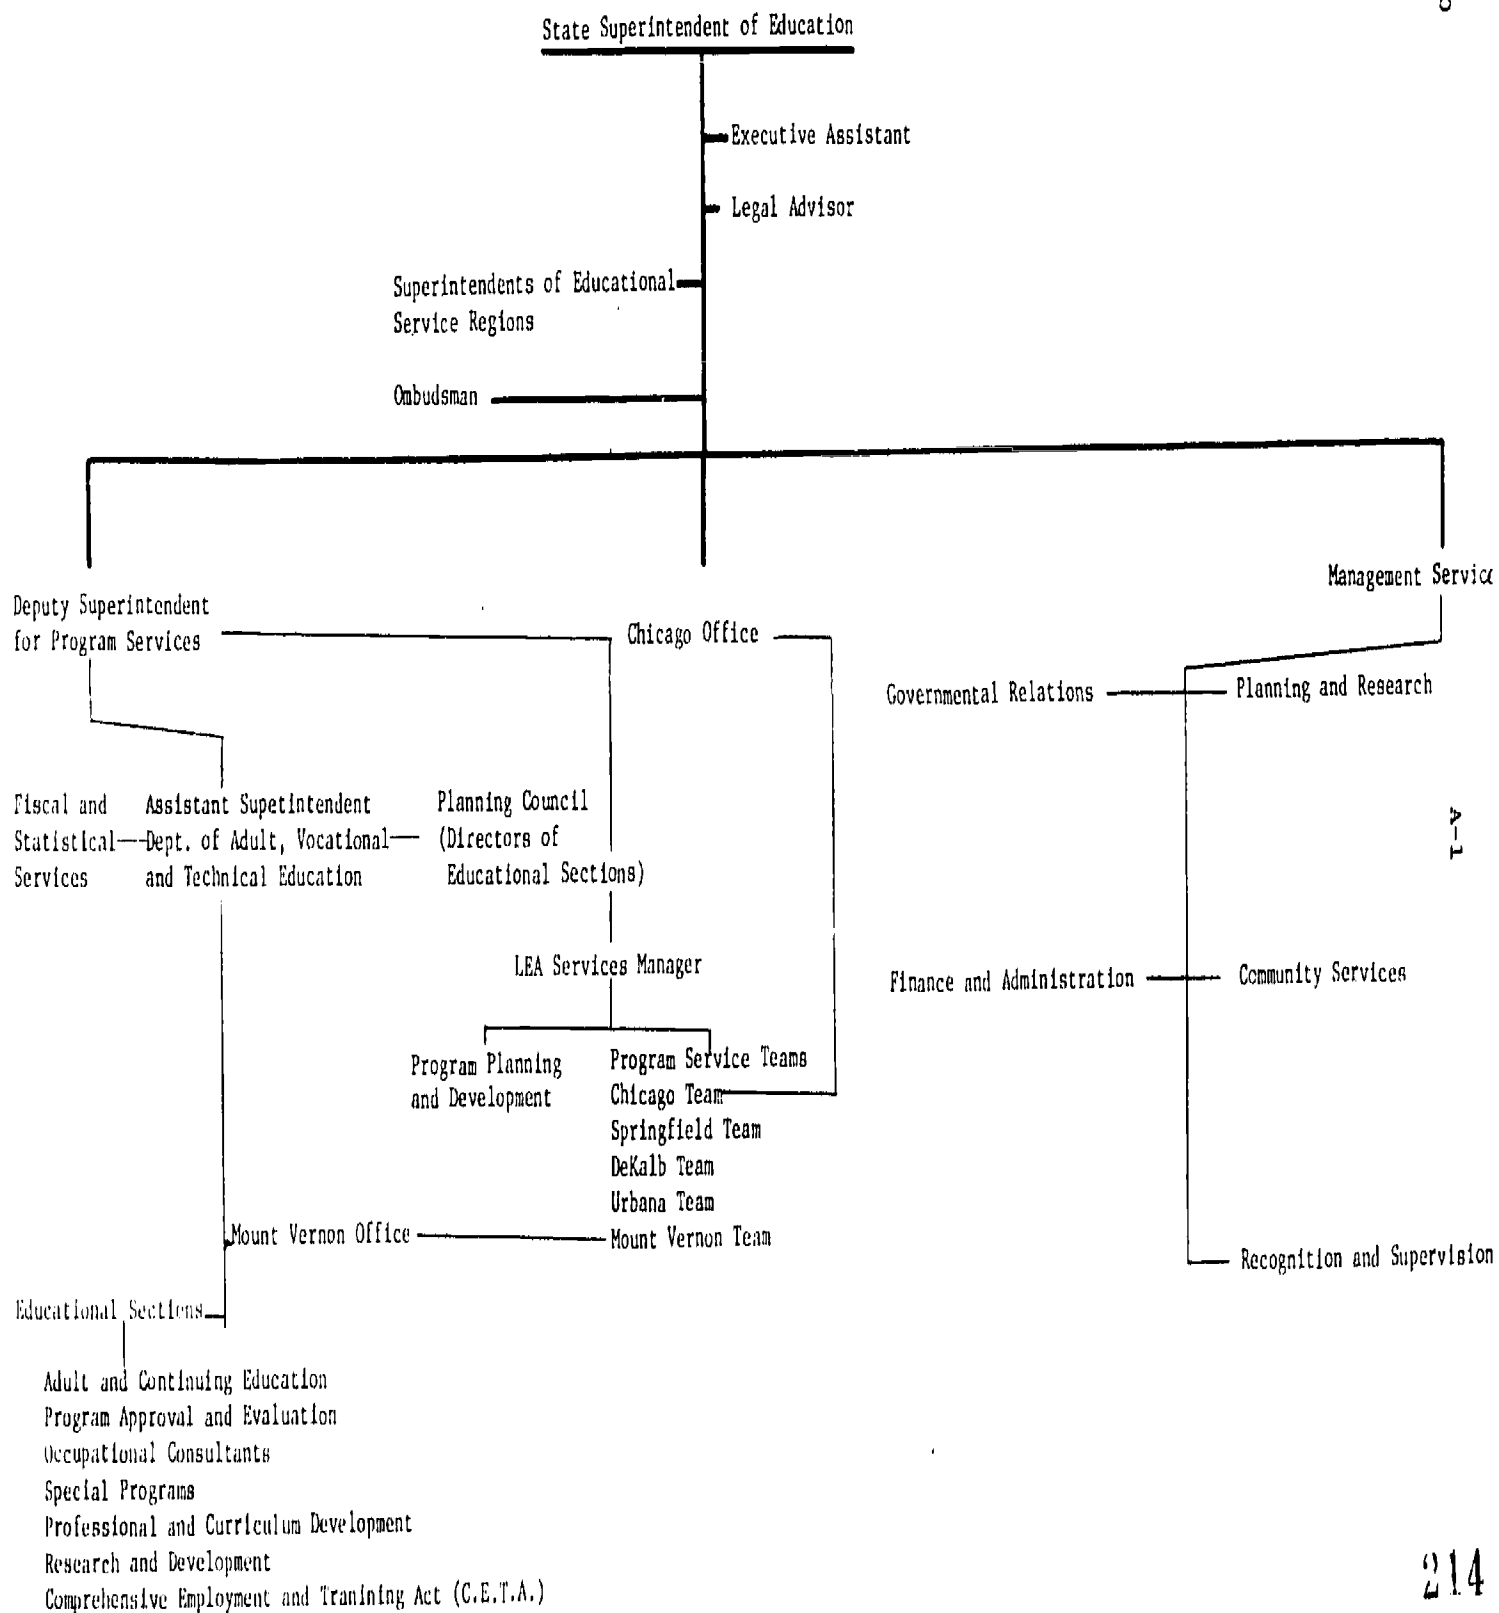 State Superintendent of Education
Executive Assistant
Legal Advisor
Superintendents of Educational
Service Regions
Ombudsman
Management Servic
Deputy Superintendent
for Program Services
Chicago Office
Governmental Relations
Planning and Research
Fiscal and
Statistical
Services
Assistant Supetintendent
Dept. of Adult, Vocational
and Technical Education
Planning Council
(Directors of
Educational Sections)
A-1
LEA Services Manager
Finance and Administration
Community Services
Program Planning
and Development
Program Service Teams
Chicago Team
Springfield Team
DeKalb Team
Urbana Team
Mount Vernon Team
Mount Vernon Office
Recognition and Supervision
Educational Sections
Adult and Continuing Education
Program Approval and Evaluation
Occupational Consultants
Special Programs
Professional and Curriculum Development
Research and Development
Comprehensive Employment and Tranining Act (C.E.T.A.)
214